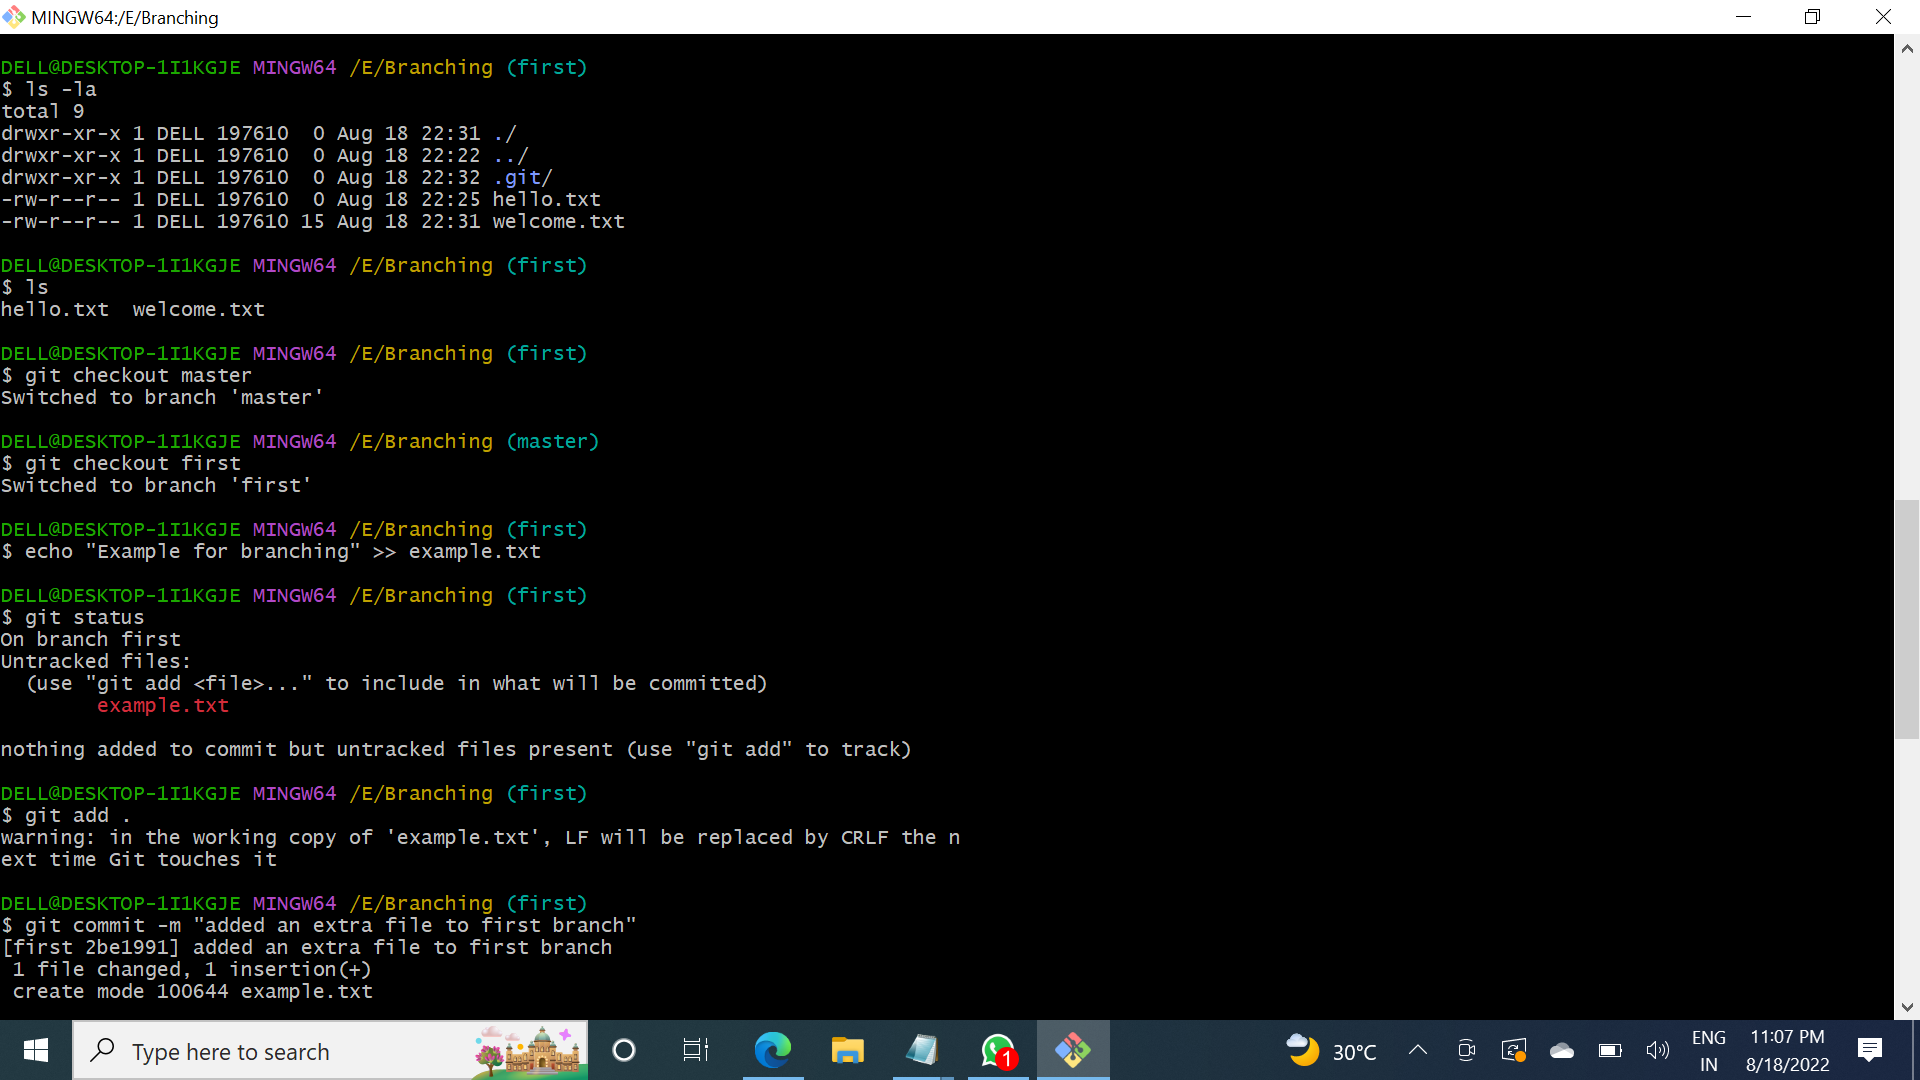 MINGW64:/E/Branching
DELL@DESKTOP-1I1KGJE MINGW64 /E/Branching (first)
$ ls -la
total 9
drwxr-xr-x 1 DELL 197610  0 Aug 18 22:31 ./
drwxr-xr-x 1 DELL 197610  0 Aug 18 22:22 ../
drwxr-xr-x 1 DELL 197610  0 Aug 18 22:32 .git/
-rw-r--r-- 1 DELL 197610  0 Aug 18 22:25 hello.txt
-rw-r--r-- 1 DELL 197610 15 Aug 18 22:31 welcome.txt
DELL@DESKTOP-1I1KGJE MINGW64 /E/Branching (first)
$ ls
hello.txt  welcome.txt
DELL@DESKTOP-1I1KGJE MINGW64 /E/Branching (first)
$ git checkout master
Switched to branch 'master'
DELL@DESKTOP-1I1KGJE MINGW64 /E/Branching (master)
$ git checkout first
Switched to branch 'first'
DELL@DESKTOP-1I1KGJE MINGW64 /E/Branching (first)
$ echo "Example for branching" >> example.txt
DELL@DESKTOP-1I1KGJE MINGW64 /E/Branching (first)
$ git status
On branch first
Untracked files:
  (use "git add <file>..." to include in what will be committed)
        example.txt
nothing added to commit but untracked files present (use "git add" to track)
DELL@DESKTOP-1I1KGJE MINGW64 /E/Branching (first)
$ git add .
warning: in the working copy of 'example.txt', LF will be replaced by CRLF the n
ext time Git touches it
DELL@DESKTOP-1I1KGJE MINGW64 /E/Branching (first)
$ git commit -m "added an extra file to first branch"
[first 2be1991] added an extra file to first branch
 1 file changed, 1 insertion(+)
 create mode 100644 example.txt
Type here to search
1
30°C
ENG
IN
11:07 PM
8/18/2022